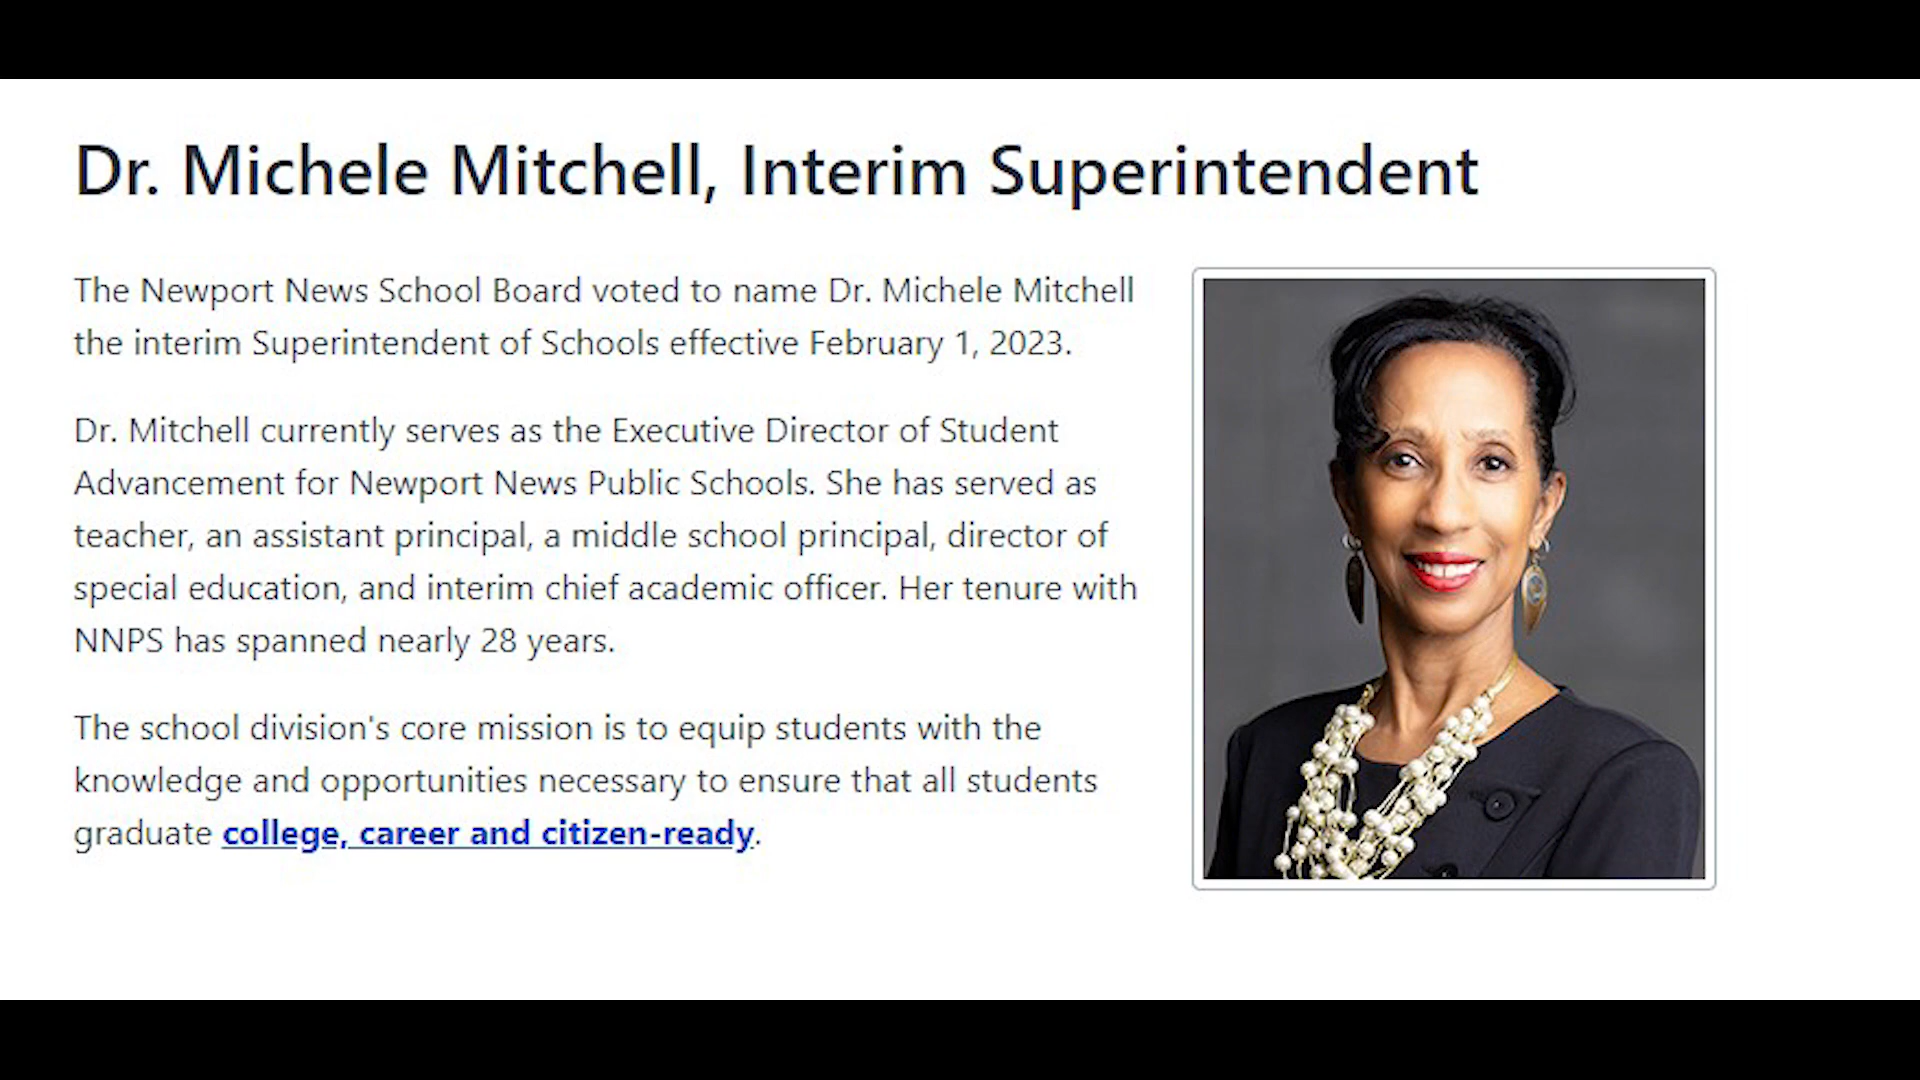 Dr. Michele Mitchell, Interim Superintendent
The Newport News School Board voted to name Dr. Michele Mitchell
the interim Superintendent of Schools effective February 1, 2023.
Dr. Mitchell currently serves as the Executive Director of Student
Advancement for Newport News Public Schools. She has served as
teacher, an assistant principal, a middle school principal, director of
special education, and interim chief academic officer. Her tenure with
NNPS has spanned nearly 28 years.
The school division's core mission is to equip students with the
knowledge and opportunities necessary to ensure that all students
graduate college, career and citizen-ready.